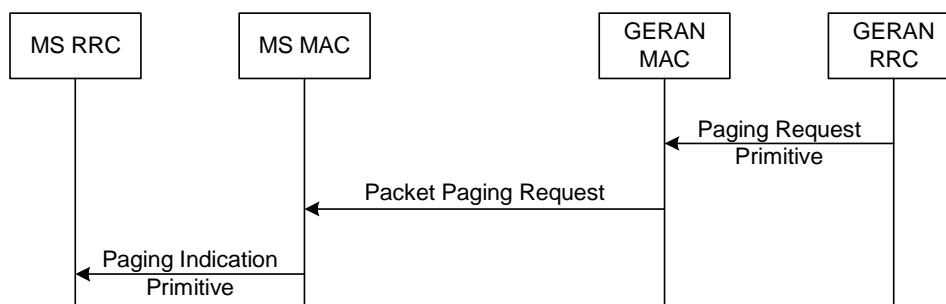 MS RRC
MS MAC
GERAN
MAC
GERAN
RRC
Paging Request
Primitive
Packet Paging Request
Paging Indication
Primitive